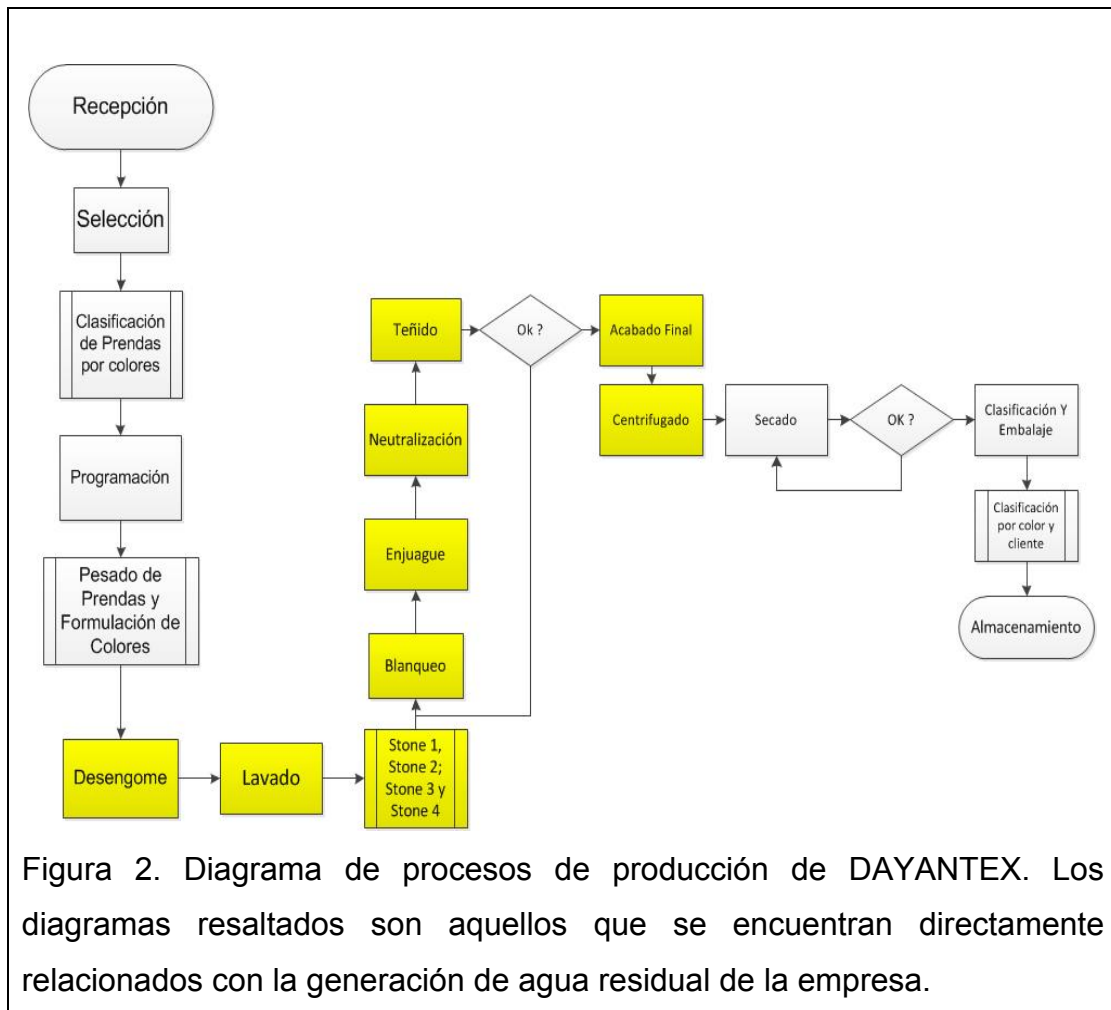 Recepción
Selección
Clasificación
de Prendas
por colores
Programación
Pesado de
Prendas y
Formulación de
Colores
Desengome
Lavado
Stone 1,
Stone 2;
Stone 3 y
Stone 4
Blanqueo
Enjuague
Neutralización
Teñido
Ok ?
Acabado Final
Centrifugado
Secado
OK ?
Clasificación Y
Embalaje
Clasificación
por color y
cliente
Almacenamiento
Figura 2. Diagrama de procesos de producción de DAYANTEX. Los
diagramas resaltados son aquellos que se encuentran directamente
relacionados con la generación de agua residual de la empresa.